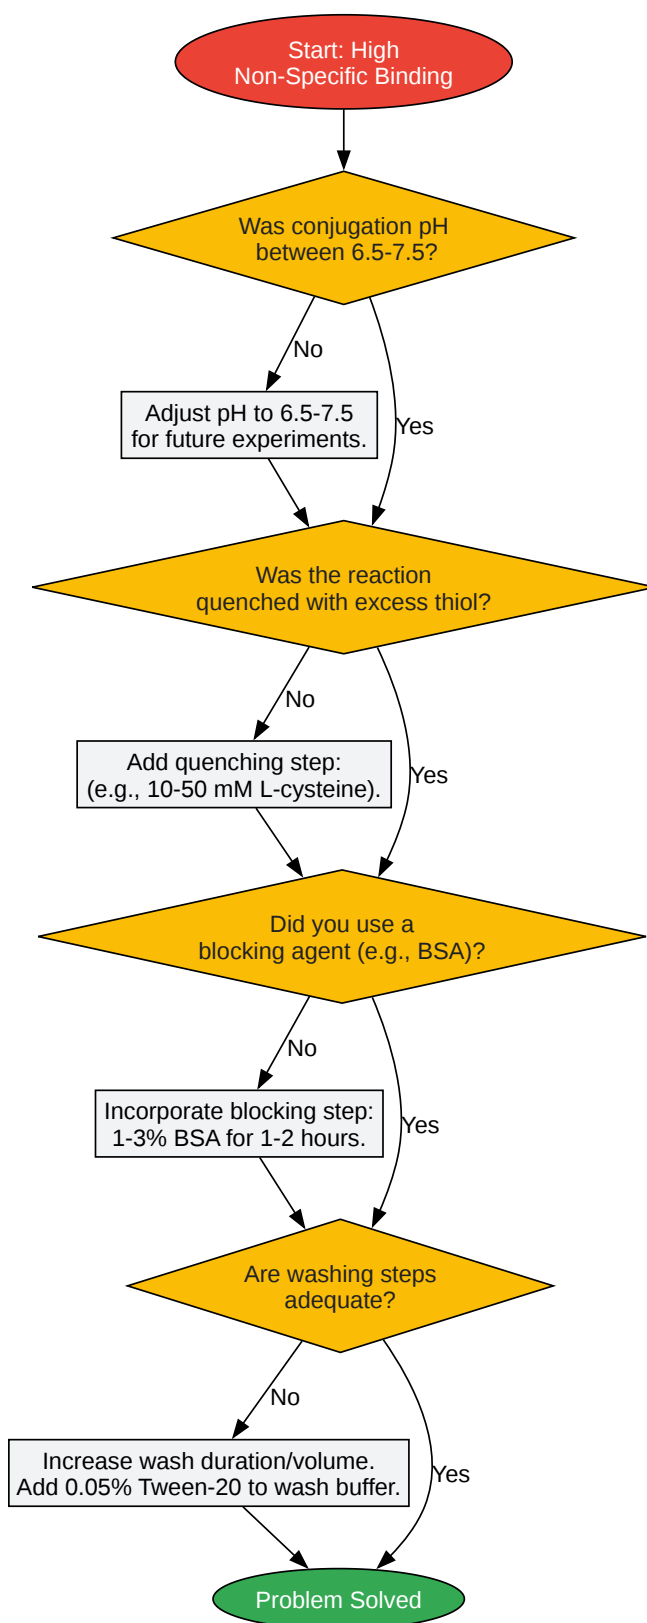 Start: High
Non-Specific Binding
Was conjugation pH
between 6.5-7.5?
No
Adjust pH to 6.5-7.5
for future experiments.
Yes
Was the reaction
quenched with excess thiol?
No
Add quenching step:
(e.g., 10-50 mM L-cysteine).
Yes
Did you use a
blocking agent (e.g., BSA)?
No
Incorporate blocking step:
1-3% BSA for 1-2 hours.
Yes
Are washing steps
adequate?
No
Increase wash duration/volume.
Add 0.05% Tween-20 to wash buffer.
Yes
Problem Solved